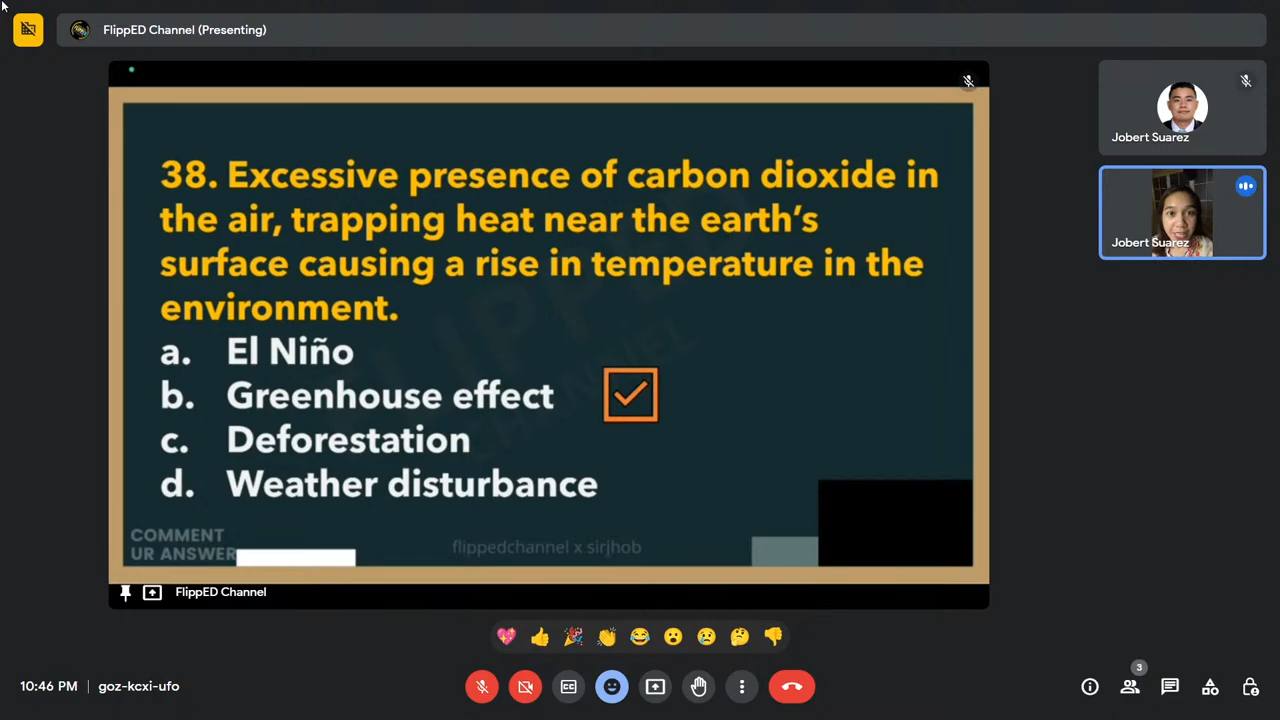 FlippED Channel (Presenting)
38. Excessive presence of carbon dioxide in
the air, trapping heat near the earth's
surface causing a rise in temperature in the
environment.
a. El Niño
b. Greenhouse effect
c. Deforestation
d. Weather disturbance
FLIPPED
CHANNEL
COMMENT
UR ANSWER
flippedchannel x sirjhob
FlippED Channel
Jobert Suarez
Jobert Suarez
10:46 PM | goz-kcxi-ufo
3